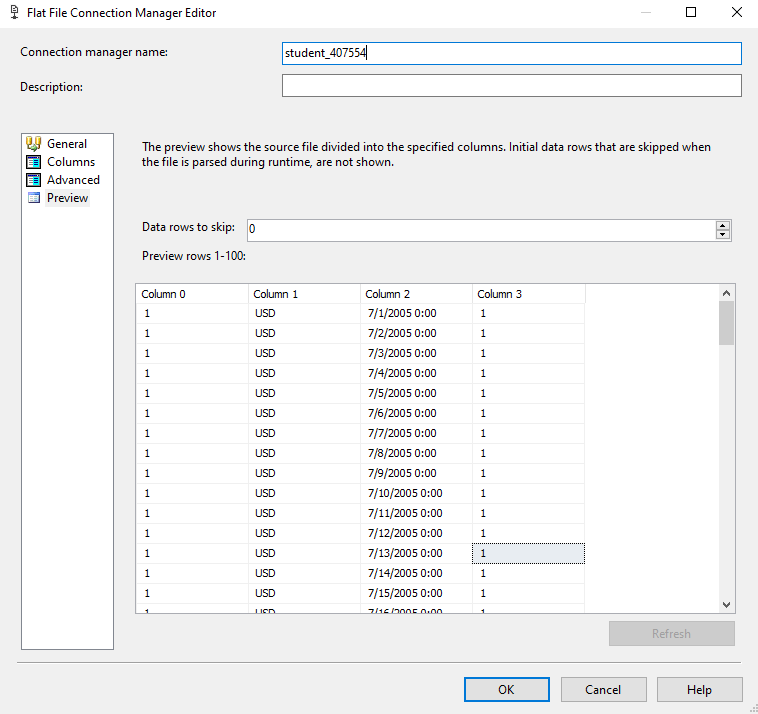 Flat File Connection Manager Editor
Connection manager name: student_407554
Description:
General
Columns
Advanced
Preview
The preview shows the source file divided into the specified columns. Initial data rows that are skipped when
the file is parsed during runtime, are not shown.
Data rows to skip: 0
Preview rows 1-100:
Column 0 Column 1 Column 2 Column 3
1 USD 7/1/2005 0:00 1
1 USD 7/2/2005 0:00 1
1 USD 7/3/2005 0:00 1
1 USD 7/4/2005 0:00 1
1 USD 7/5/2005 0:00 1
1 USD 7/6/2005 0:00 1
1 USD 7/7/2005 0:00 1
1 USD 7/8/2005 0:00 1
1 USD 7/9/2005 0:00 1
1 USD 7/10/2005 0:00 1
1 USD 7/11/2005 0:00 1
1 USD 7/12/2005 0:00 1
1 USD 7/13/2005 0:00 1
1 USD 7/14/2005 0:00 1
1 USD 7/15/2005 0:00 1
1 USD 7/16/2005 0:00 1
Refresh
OK Cancel Help